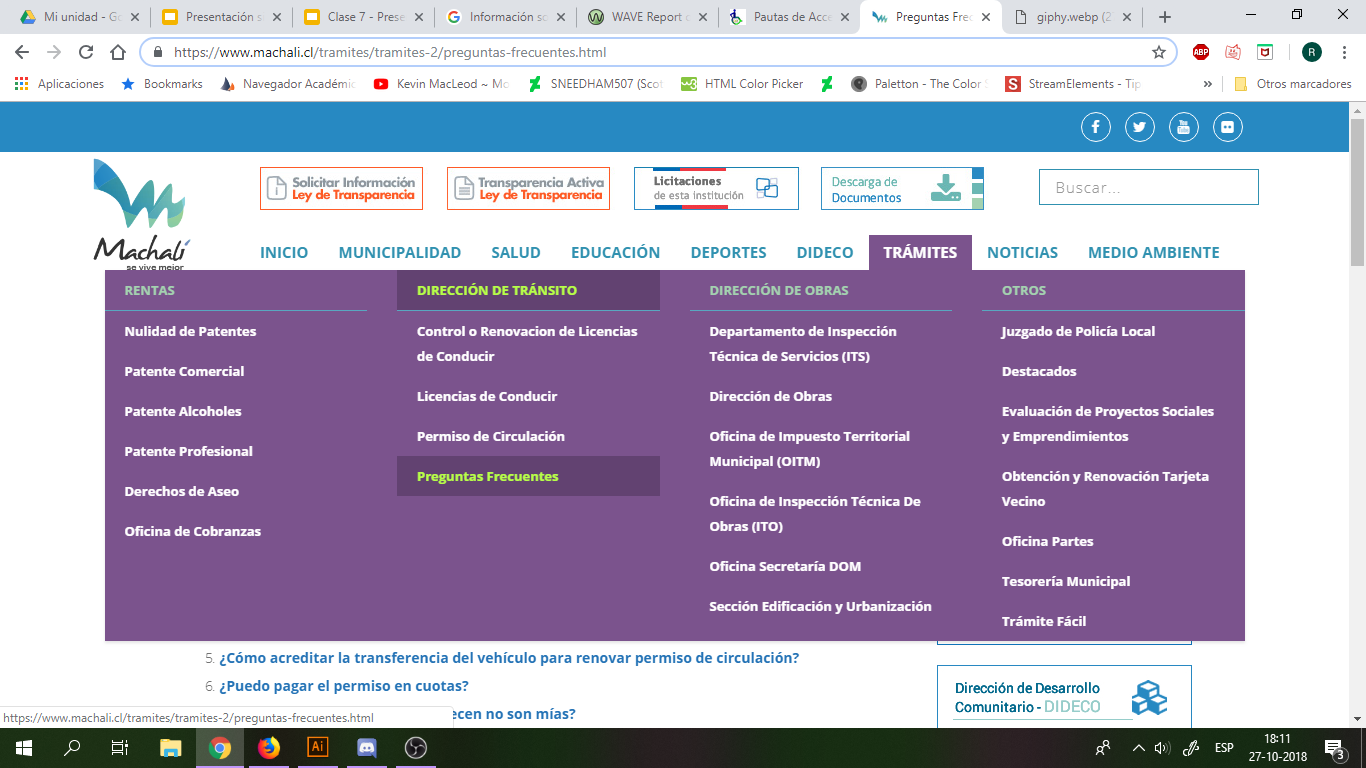 Mi unidad - Go
Presentación s
Clase 7 - Prese
Información so
WAVE Report o
Pautas de Acce
Preguntas Frec
giphy.webp (2
https://www.machali.cl/tramites/tramites-2/preguntas-frecuentes.html
ABP
R
Aplicaciones
Bookmarks
Navegador Académic
Kevin MacLeod ~ Mo
SNEEDHAM507 (Scot
HTML Color Picker
Paletton - The Color S
StreamElements - Tip
»
Otros marcadores
Machalí
se vive mejor
Solicitar Información
Ley de Transparencia
Transparencia Activa
Ley de Transparencia
Licitaciones
de esta institución
Descarga de
Documentos
Buscar...
INICIO
MUNICIPALIDAD
SALUD
EDUCACIÓN
DEPORTES
DIDECO
TRÁMITES
NOTICIAS
MEDIO AMBIENTE
RENTAS
Nulidad de Patentes
Patente Comercial
Patente Alcoholes
Patente Profesional
Derechos de Aseo
Oficina de Cobranzas
DIRECCIÓN DE TRÁNSITO
Control o Renovacion de Licencias
de Conducir
Licencias de Conducir
Permiso de Circulación
Preguntas Frecuentes
DIRECCIÓN DE OBRAS
Departamento de Inspección
Técnica de Servicios (ITS)
Dirección de Obras
Oficina de Impuesto Territorial
Municipal (OITM)
Oficina de Inspección Técnica De
Obras (ITO)
Oficina Secretaría DOM
Sección Edificación y Urbanización
OTROS
Juzgado de Policía Local
Destacados
Evaluación de Proyectos Sociales
y Emprendimientos
Obtención y Renovación Tarjeta
Vecino
Oficina Partes
Tesorería Municipal
Trámite Fácil
5. ¿Cómo acreditar la transferencia del vehículo para renovar permiso de circulación?
6. ¿Puedo pagar el permiso en cuotas?
ecen no son mías?
Dirección de Desarrollo
Comunitario - DIDECO
https://www.machali.cl/tramites/tramites-2/preguntas-frecuentes.html
Ai
ESP
18:11
27-10-2018
3